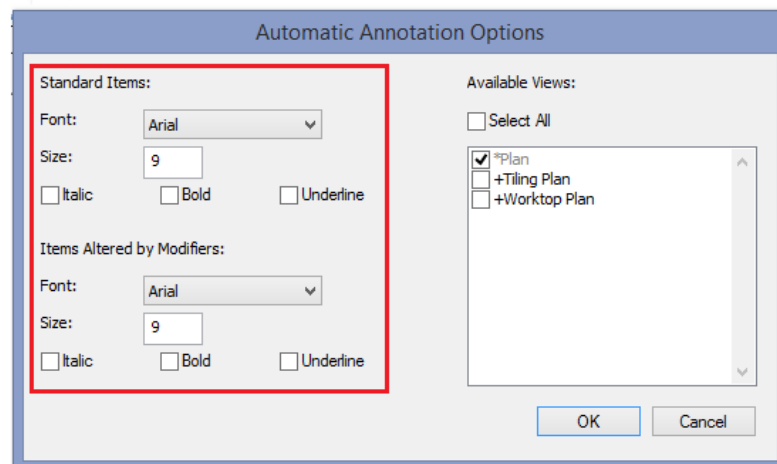 Automatic Annotation Options
Standard Items:
Font: Arial
Size: 9
Italic Bold Underline
Items Altered by Modifiers:
Font: Arial
Size: 9
Italic Bold Underline
Available Views:
Select All
*Plan
+Tiling Plan
+Worktop Plan
OK Cancel